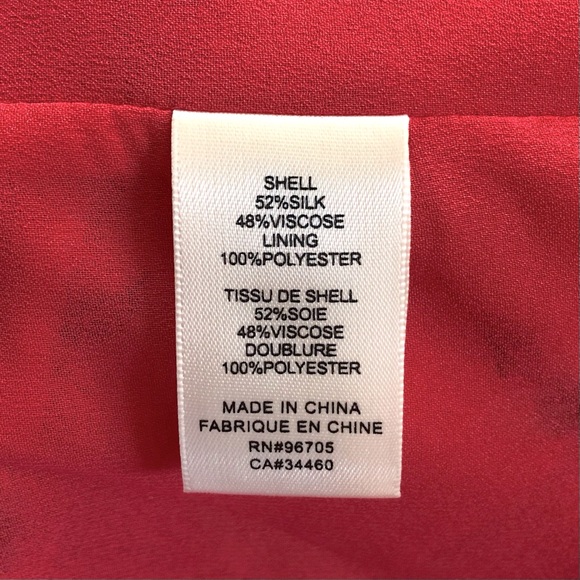 SHELL
52%SILK
48%VISCOSE
LINING
100%POLYESTER
TISSU DE SHELL
52%SOIE
48%VISCOSE
DOUBLURE
100%POLYESTER
MADE IN CHINA
FABRIQUE EN CHINE
RN#96705
CA#34460